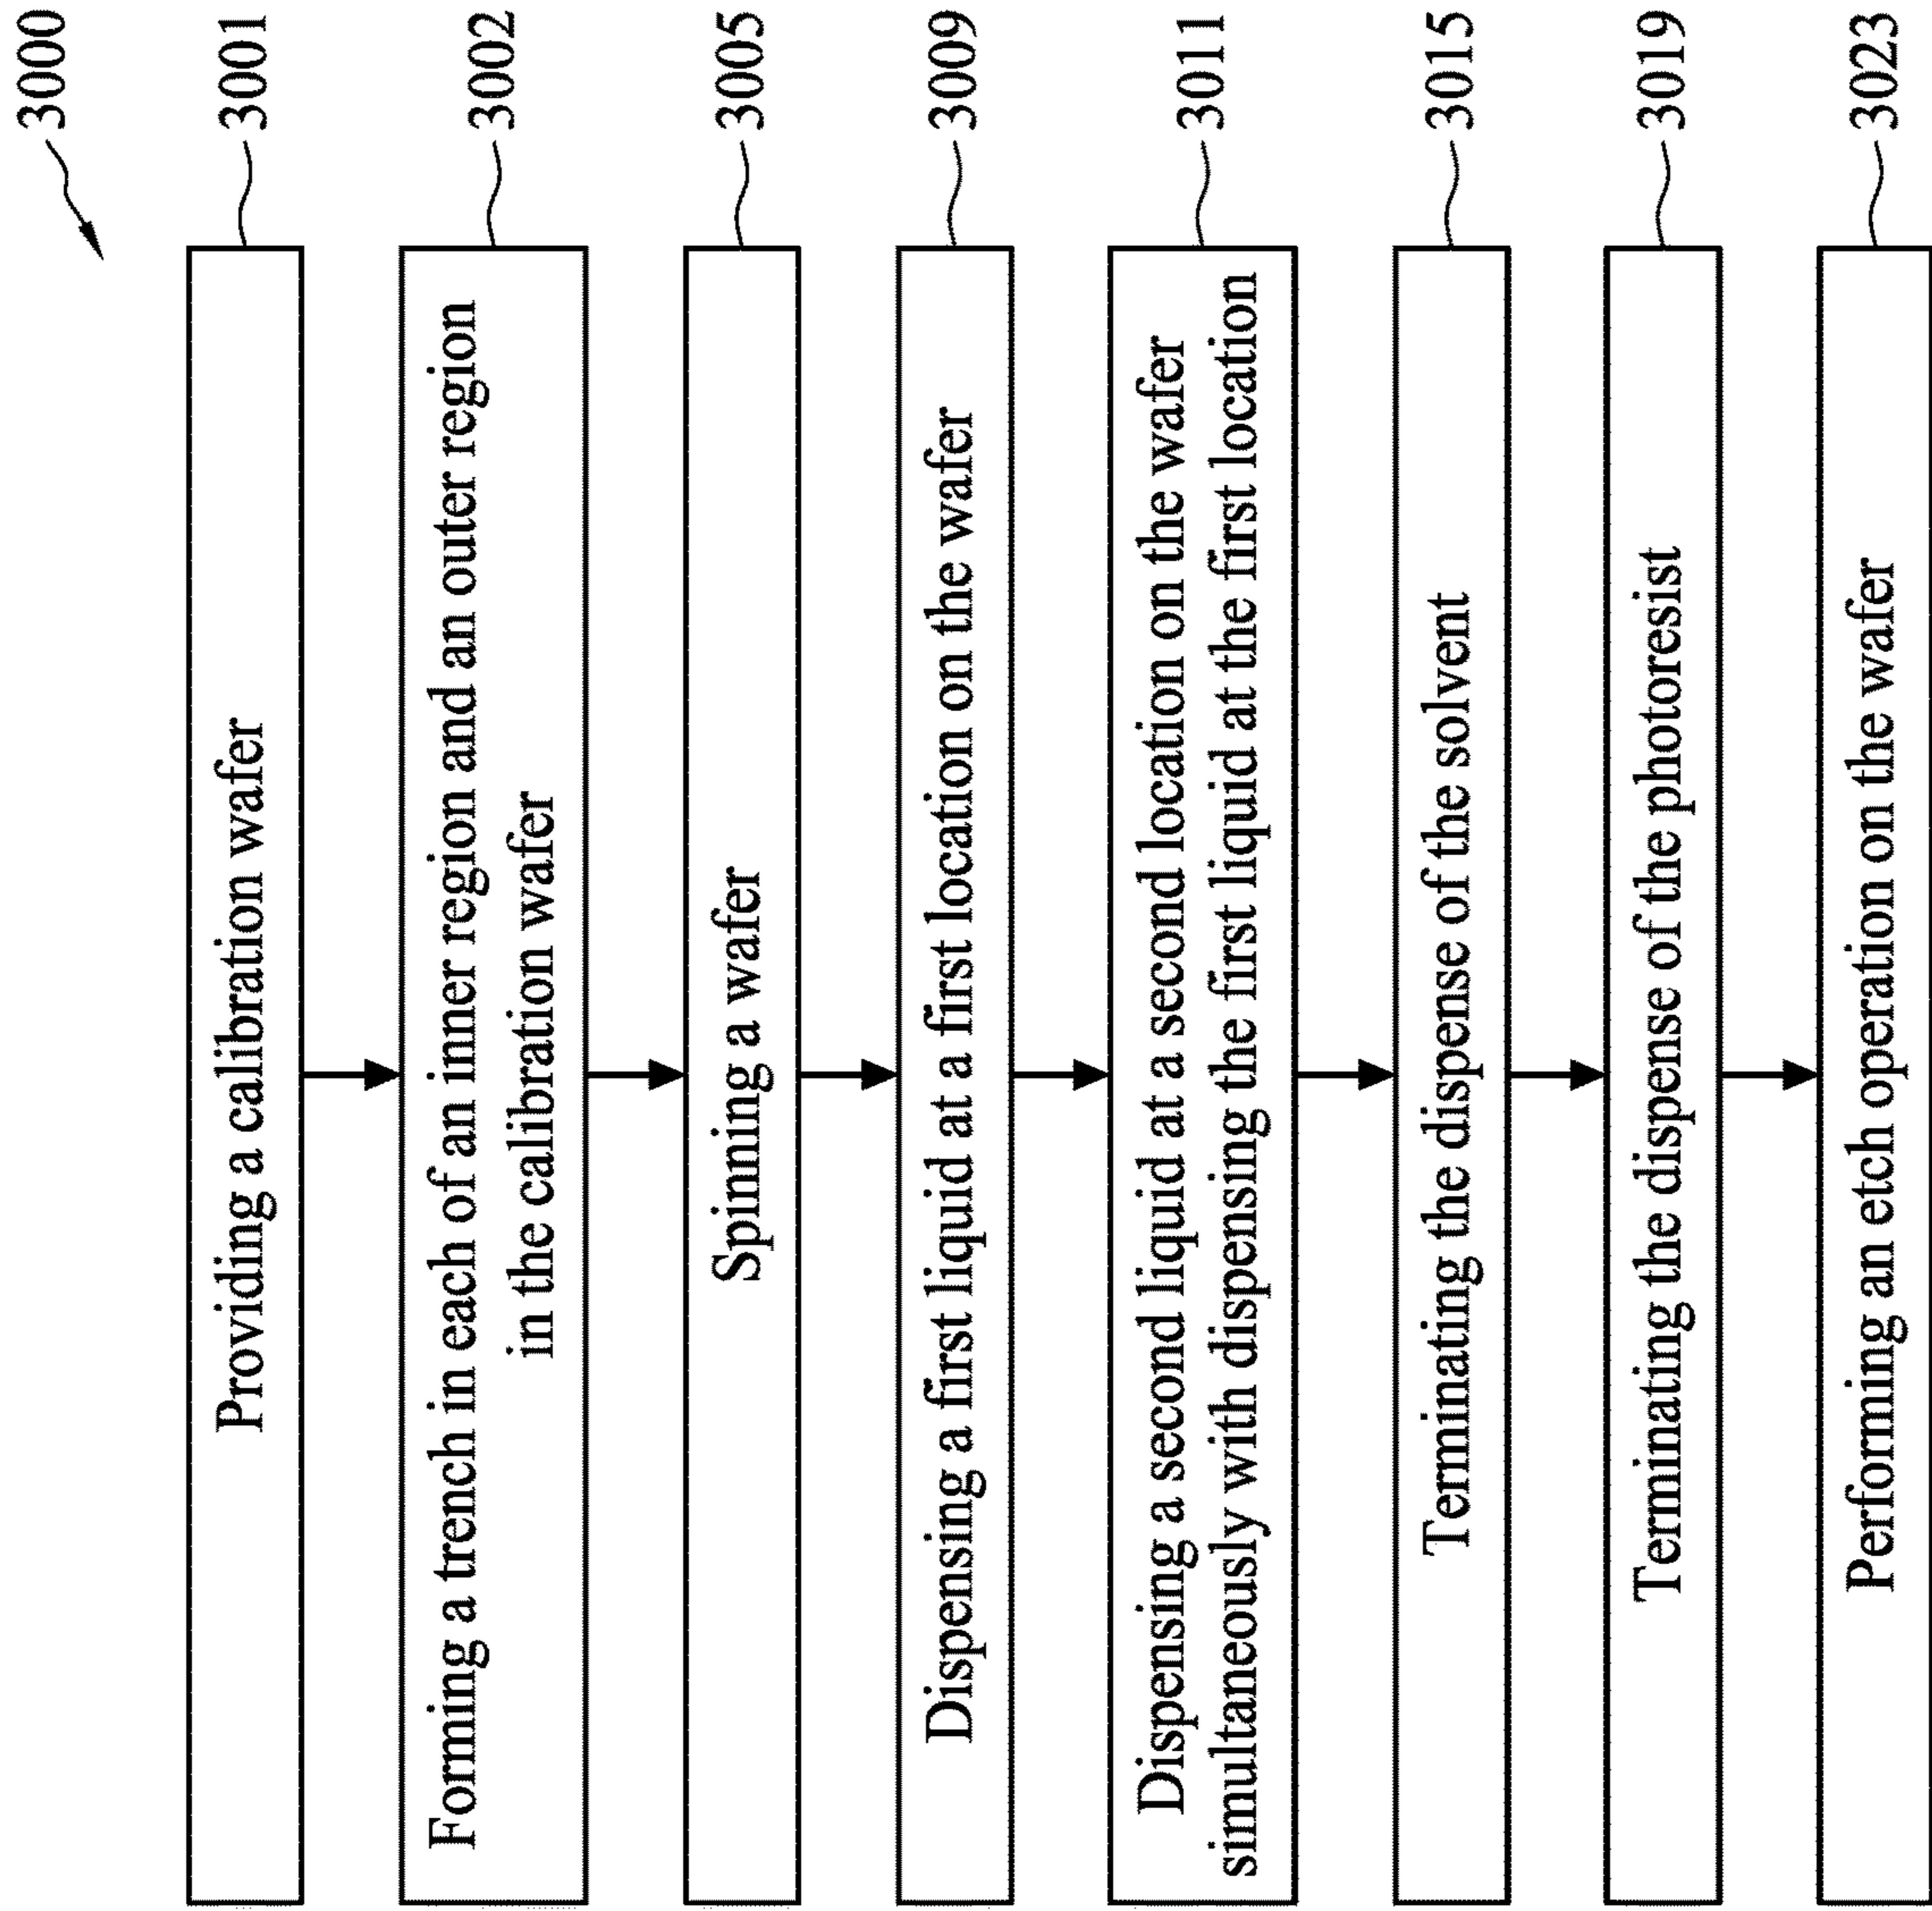 3000
Providing a calibration wafer
3001
Forming a trench in each of an inner region and an outer region
in the calibration wafer
3002
Spinning a wafer
3005
Dispensing a first liquid at a first location on the wafer
3009
Dispensing a second liquid at a second location on the wafer
simultaneously with dispensing the first liquid at the first location
3011
Terminating the dispense of the solvent
3015
Terminating the dispense of the photoresist
3019
Performing an etch operation on the wafer
3023